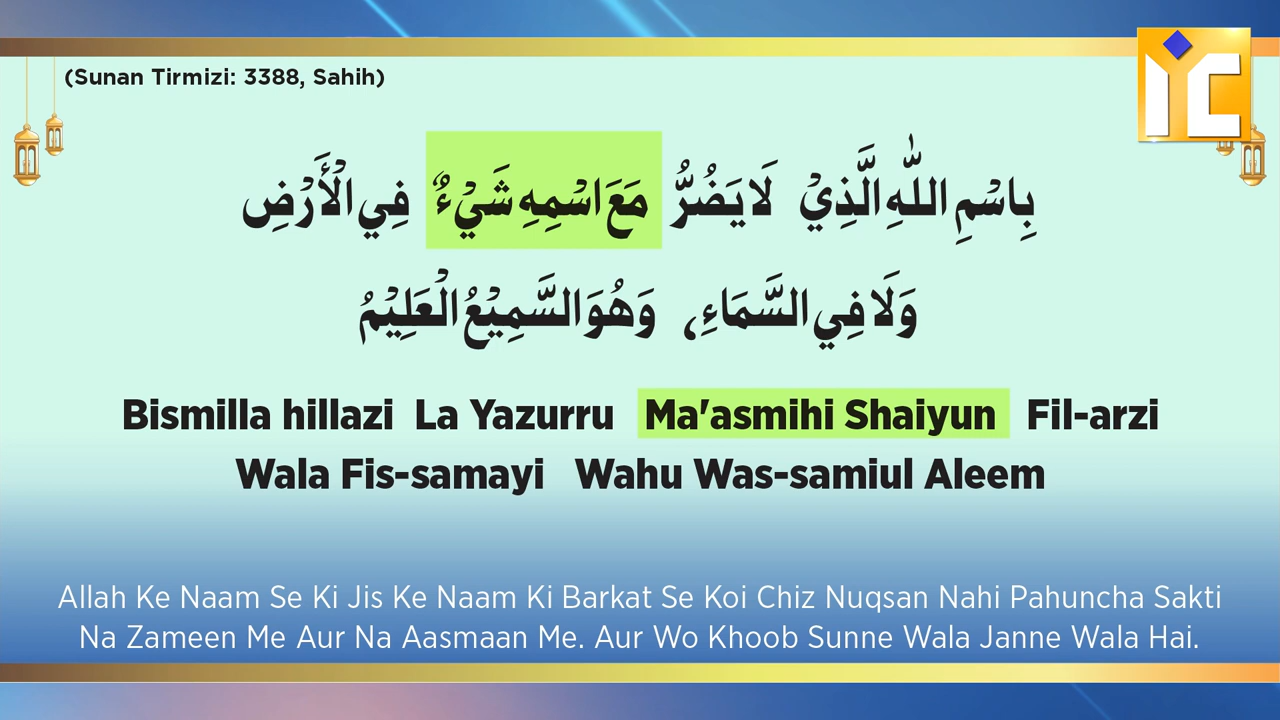 (Sunan Tirmizi: 3388, Sahih)
iC
بِاسْمِ اللّٰهِ الَّذِيْ لَا يَضُرُّ مَعَ اسْمِهِ شَيْءٌ فِي الْأَرْضِ
وَلَا فِي السَّمَاءِ، وَهُوَ السَّمِيْعُ الْعَلِيْمُ
Bismilla hillazi La Yazurru Ma'asmihi Shaiyun Fil-arzi
Wala Fis-samayi Wahu Was-samiul Aleem
Allah Ke Naam Se Ki Jis Ke Naam Ki Barkat Se Koi Chiz Nuqsan Nahi Pahuncha Sakti
Na Zameen Me Aur Na Aasmaan Me. Aur Wo Khoob Sunne Wala Janne Wala Hai.